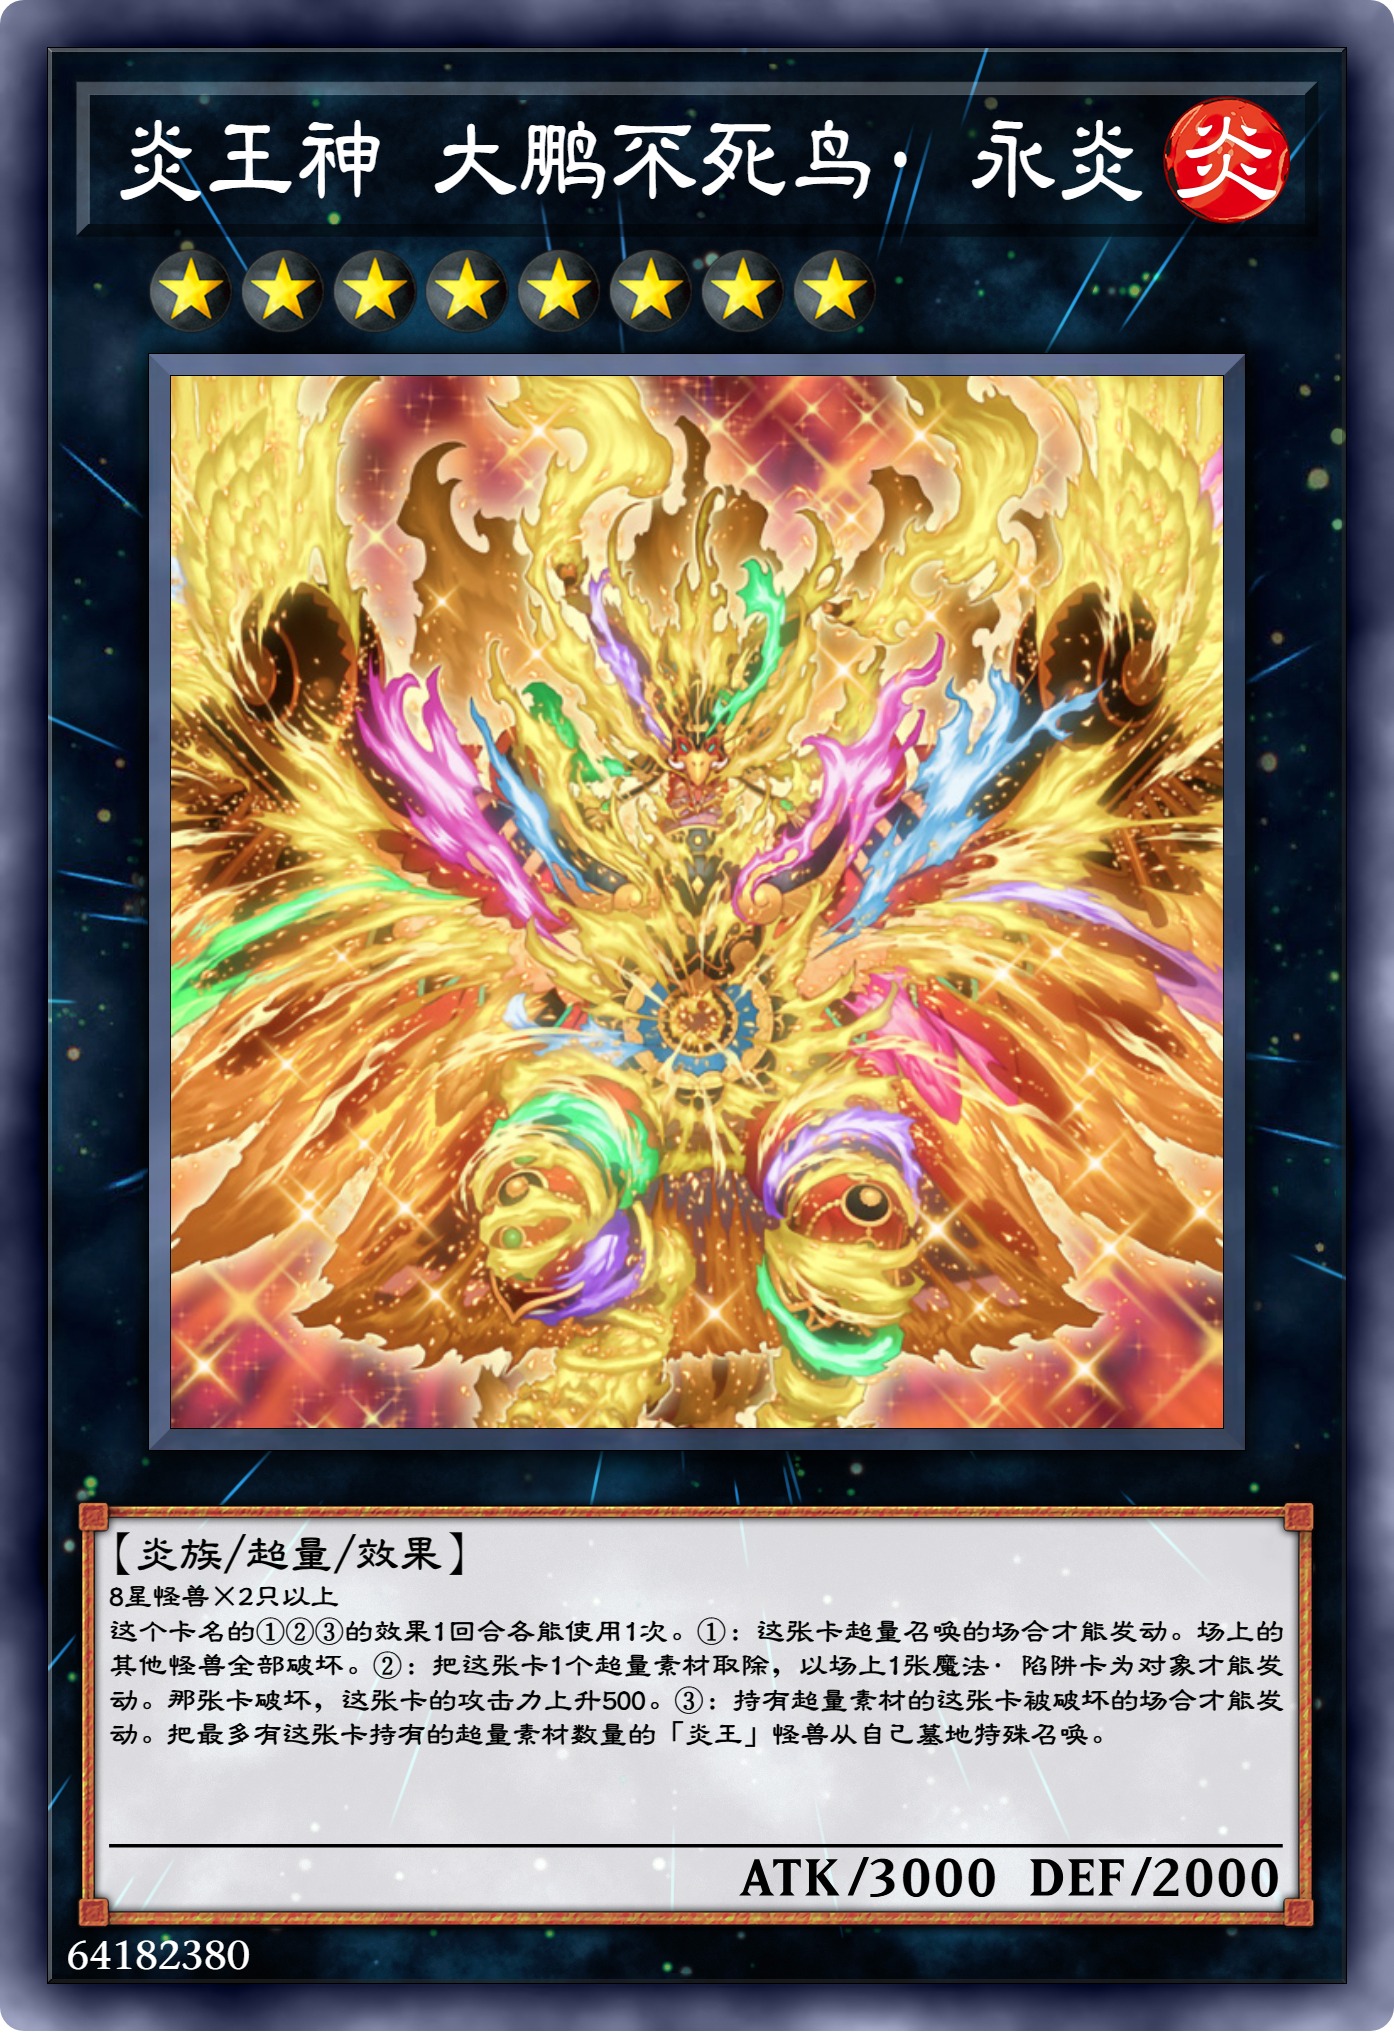 炎王神 大鹏不死鸟· 永炎 炎
【炎族/超量/效果】
8星怪兽×2只以上
这个卡名的①②③的效果1回合各能使用1次。①：这张卡超量召唤的场合才能发动。场上的
其他怪兽全部破坏。②：把这张卡1个超量素材取除，以场上1张魔法· 陷阱卡为对象才能发
动。那张卡破坏，这张卡的攻击力上升500。③：持有超量素材的这张卡被破坏的场合才能发
动。把最多有这张卡持有的超量素材数量的「炎王」怪兽从自己墓地特殊召唤。
ATK/3000 DEF/2000
64182380